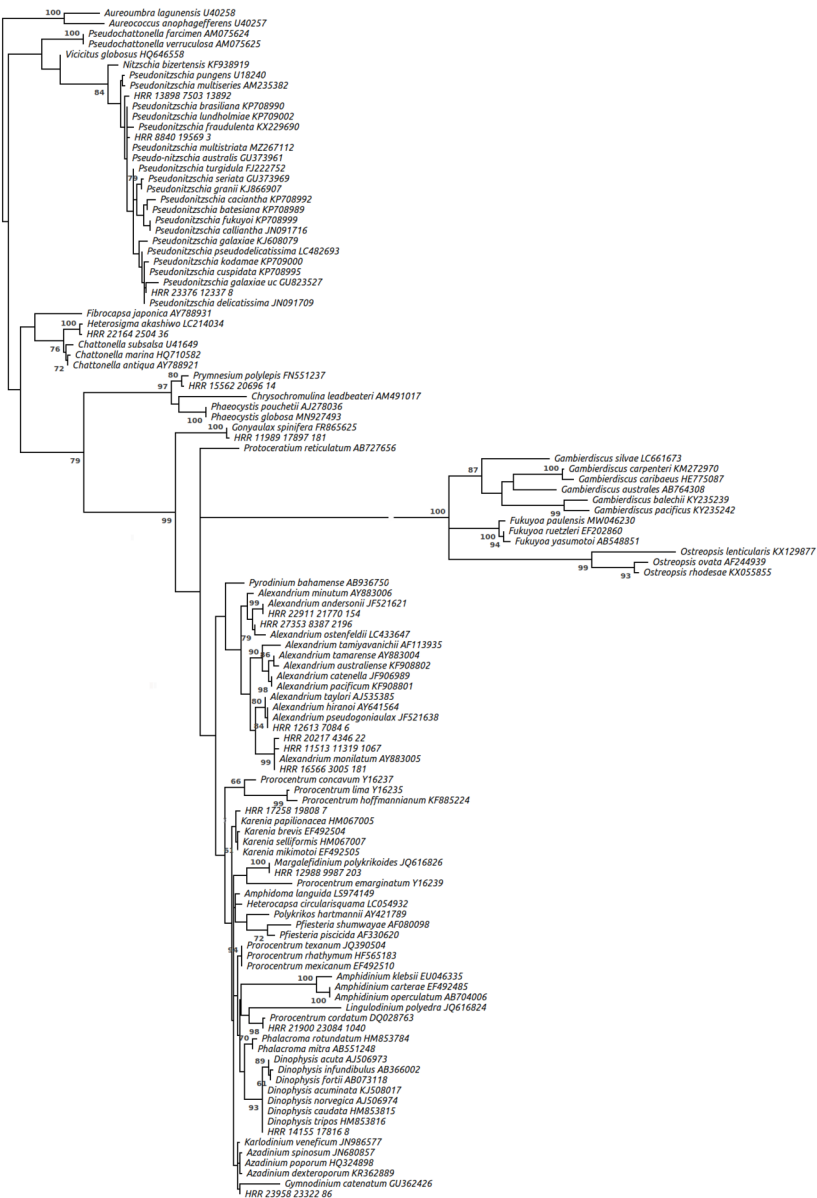 Aureoumbra lagunensis U40258
100
Aureococcus anophagefferens U40257
Pseudochattonella farcimen AM075624
100
Pseudochattonella verruculosa AM075625
Vicicitus globosus HQ646558
Nitzschia bizertensis KF938919
Pseudonitzschia pungens U18240
Pseudonitzschia multiseries AM235382
84
HRR 13898 7503 13892
Pseudonitzschia brasiliana KP708990
Pseudonitzschia lundholmiae KP709002
Pseudonitzschia fraudulenta KX229690
HRR 8840 19569 3
Pseudonitzschia multistriata MZ267112
Pseudo-nitzschia australis GU373961
Pseudonitzschia turgidula FJ222752
79
Pseudonitzschia seriata GU373969
Pseudonitzschia granii KJ866907
Pseudonitzschia caciantha KP708992
Pseudonitzschia batesiana KP708989
Pseudonitzschia fukuyoi KP708999
Pseudonitzschia calliantha JN091716
Pseudonitzschia galaxiae KJ608079
Pseudonitzschia pseudodelicatissima LC482693
Pseudonitzschia kodamae KP709000
Pseudonitzschia cuspidata KP708995
Pseudonitzschia galaxiae uc GU823527
HRR 23376 12337 8
Pseudonitzschia delicatissima JN091709
Fibrocapsa japonica AY788931
100
Heterosigma akashiwo LC214034
HRR 22164 2504 36
Chattonella subsalsa U41649
76
Chattonella marina HQ710582
Chattonella antiqua AY788921
72
Prymnesium polylepis FN551237
80
HRR 15562 20696 14
97
Chrysochromulina leadbeateri AM491017
Phaeocystis pouchetii AJ278036
Phaeocystis globosa MN927493
100
Gonyaulax spinifera FR865625
100
HRR 11989 17897 181
Protoceratium reticulatum AB727656
79
Gambierdiscus silvae LC661673
87
100
Gambierdiscus carpenteri KM272970
Gambierdiscus caribaeus HE775087
Gambierdiscus australes AB764308
Gambierdiscus balechii KY235239
Gambierdiscus pacificus KY235242
99
100
99
Fukuyoa paulensis MW046230
Fukuyoa ruetzleri EF202860
100
Fukuyoa yasumotoi AB548851
94
Ostreopsis lenticularis KX129877
Ostreopsis ovata AF244939
99
Ostreopsis rhodesae KX055855
93
Pyrodinium bahamense AB936750
Alexandrium minutum AY883006
99
Alexandrium andersonii JF521621
HRR 22911 21770 154
HRR 27353 8387 2196
Alexandrium ostenfeldii LC433647
79
Alexandrium tamiyavanichii AF113935
90
86
Alexandrium tamarense AY883004
Alexandrium australiense KF908802
Alexandrium catenella JF906989
Alexandrium pacificum KF908801
98
Alexandrium taylori AJ535385
80
Alexandrium hiranoi AY641564
Alexandrium pseudogoniaulax JF521638
84
HRR 12613 7084 6
HRR 20217 4346 22
HRR 11513 11319 1067
Alexandrium monilatum AY883005
99
HRR 16566 3005 181
Prorocentrum concavum Y16237
66
Prorocentrum lima Y16235
Prorocentrum hoffmannianum KF885224
99
HRR 17258 19808 7
Karenia papilionacea HM067005
Karenia brevis EF492504
Karenia selliformis HM067007
Karenia mikimotoi EF492505
Margalefidinium polykrikoides JQ616826
100
HRR 12988 9987 203
Prorocentrum emarginatum Y16239
Amphidoma languida LS974149
Heterocapsa circularisquama LC054932
Polykrikos hartmannii AY421789
Pfiesteria shumwayae AF080098
Pfiesteria piscicida AF330620
72
Prorocentrum texanum JQ390504
94
Prorocentrum rhathymum HF565183
Prorocentrum mexicanum EF492510
Amphidinium klebsii EU046335
100
Amphidinium carterae EF492485
Amphidinium operculatum AB704006
100
Lingulodinium polyedra JQ616824
Prorocentrum cordatum DQ028763
HRR 21900 23084 1040
98
70
Phalacroma rotundatum HM853784
Phalacroma mitra AB551248
Dinophysis acuta AJ506973
89
Dinophysis infundibulus AB366002
Dinophysis fortii AB073118
61
Dinophysis acuminata KJ508017
Dinophysis norvegica AJ506974
93
Dinophysis caudata HM853815
Dinophysis tripos HM853816
HRR 14155 17816 8
Karlodinium veneficum JN986577
Azadinium spinosum JN680857
Azadinium poporum HQ324898
Azadinium dexteroporum KR362889
Gymnodinium catenatum GU362426
HRR 23958 23322 86